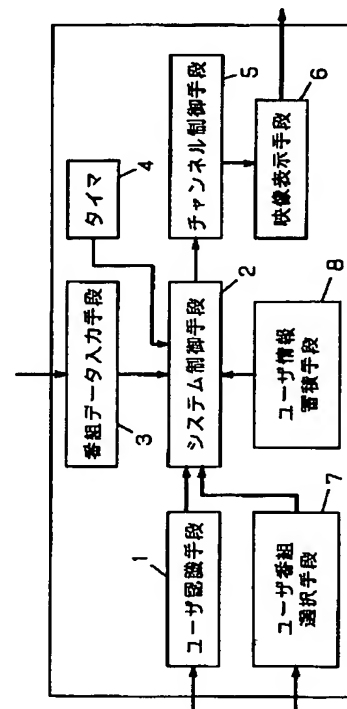 1
ユーザ認識手段
7
ユーザ番組
選択手段
番組データ入力手段
3
タイマ
4
システム制御手段
2
ユーザ情報
蓄積手段
8
チャンネル制御手段
5
映像表示手段
6